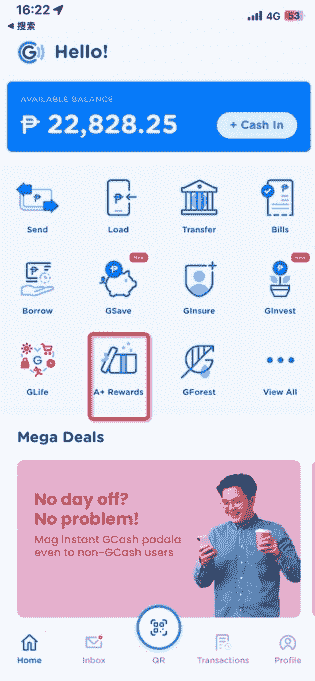 16:22
4G 53
搜索
Hello!
AVAILABLE BALANCE
₱ 22,828.25
+ Cash In
Send Load Transfer Bills
New New
Borrow GSave GInsure GInvest
GLife A+ Rewards GForest View All
Mega Deals
No day off?
No problem!
Mag Instant GCash padala
even to non-GCash users
Home Inbox QR Transactions Profile